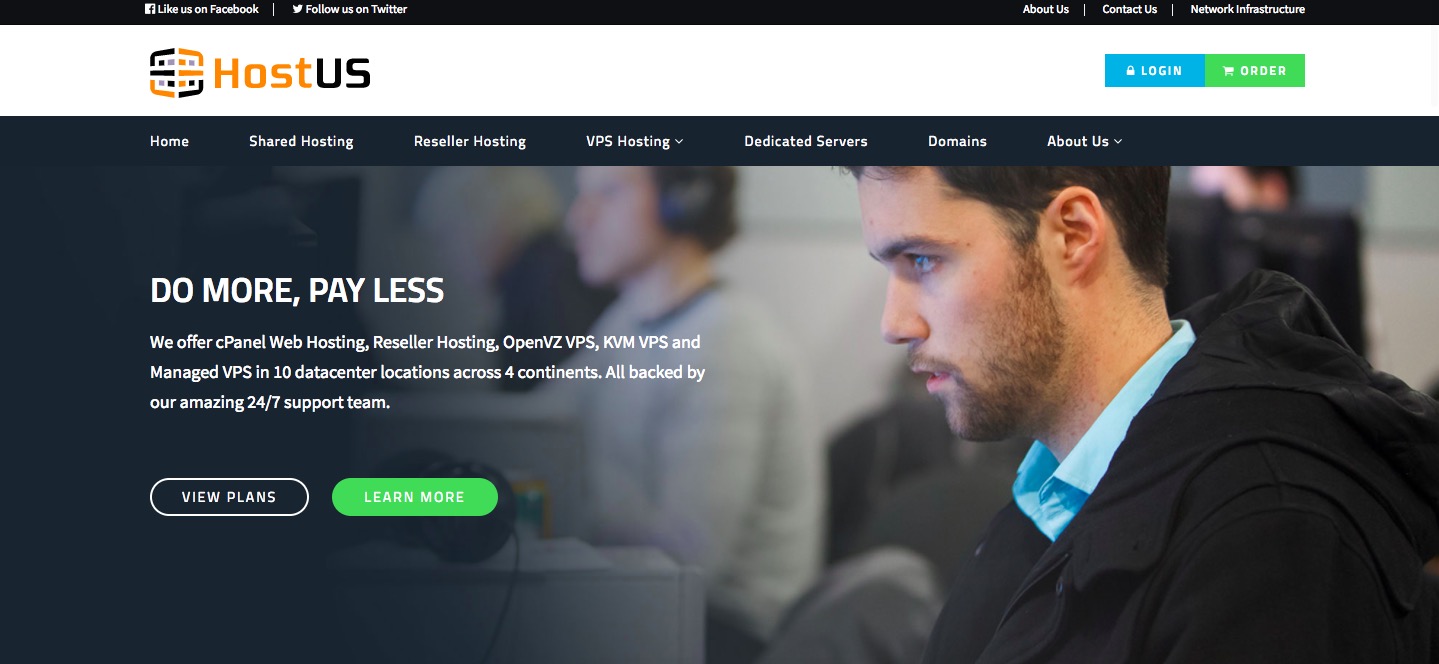 Like us on Facebook
Follow us on Twitter
About Us
Contact Us
Network Infrastructure
HostUS
LOGIN
ORDER
Home
Shared Hosting
Reseller Hosting
VPS Hosting
Dedicated Servers
Domains
About Us
DO MORE, PAY LESS
We offer cPanel Web Hosting, Reseller Hosting, OpenVZ VPS, KVM VPS and
Managed VPS in 10 datacenter locations across 4 continents. All backed by
our amazing 24/7 support team.
VIEW PLANS
LEARN MORE